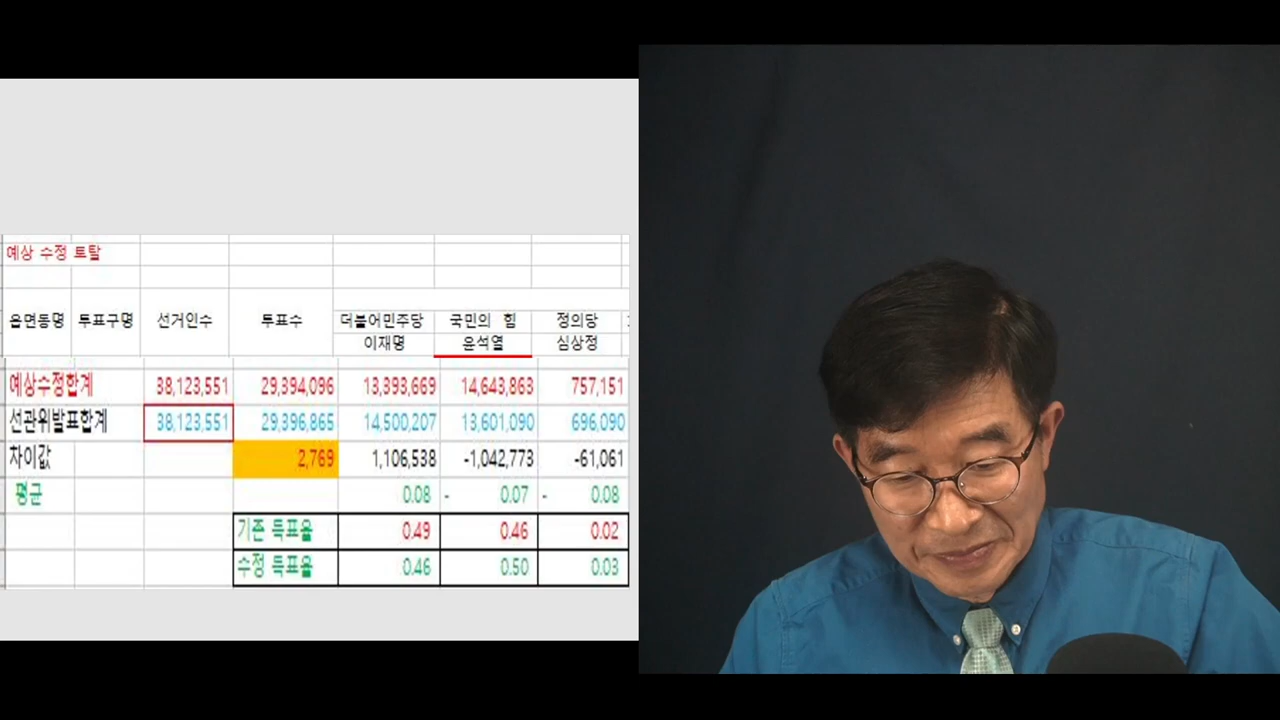 예상 수정 토탈
읍면동명 투표구명 선거인수 투표수 더불어민주당 이재명 국민의 힘 윤석열 정의당 심상정
예상수정합계 38,123,551 29,394,096 13,393,669 14,643,863 757,151
선관위발표합계 38,123,551 29,396,865 14,500,207 13,601,090 696,090
차이값 2,769 1,106,538 -1,042,773 -61,061
평균 0.08 - 0.07 - 0.08
기존 득표율 0.49 0.46 0.02
수정 득표율 0.46 0.50 0.03